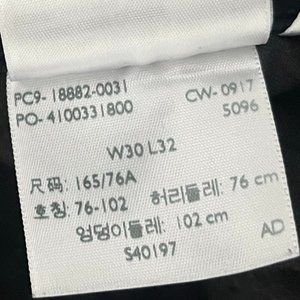 PC9-18882-0031 CW-0917
PO-4100331800 5096
W30 L32
尺码: 165/76A
호칭: 76-102 허리둘레: 76 cm
엉덩이둘레: 102 cm
S40197 AD